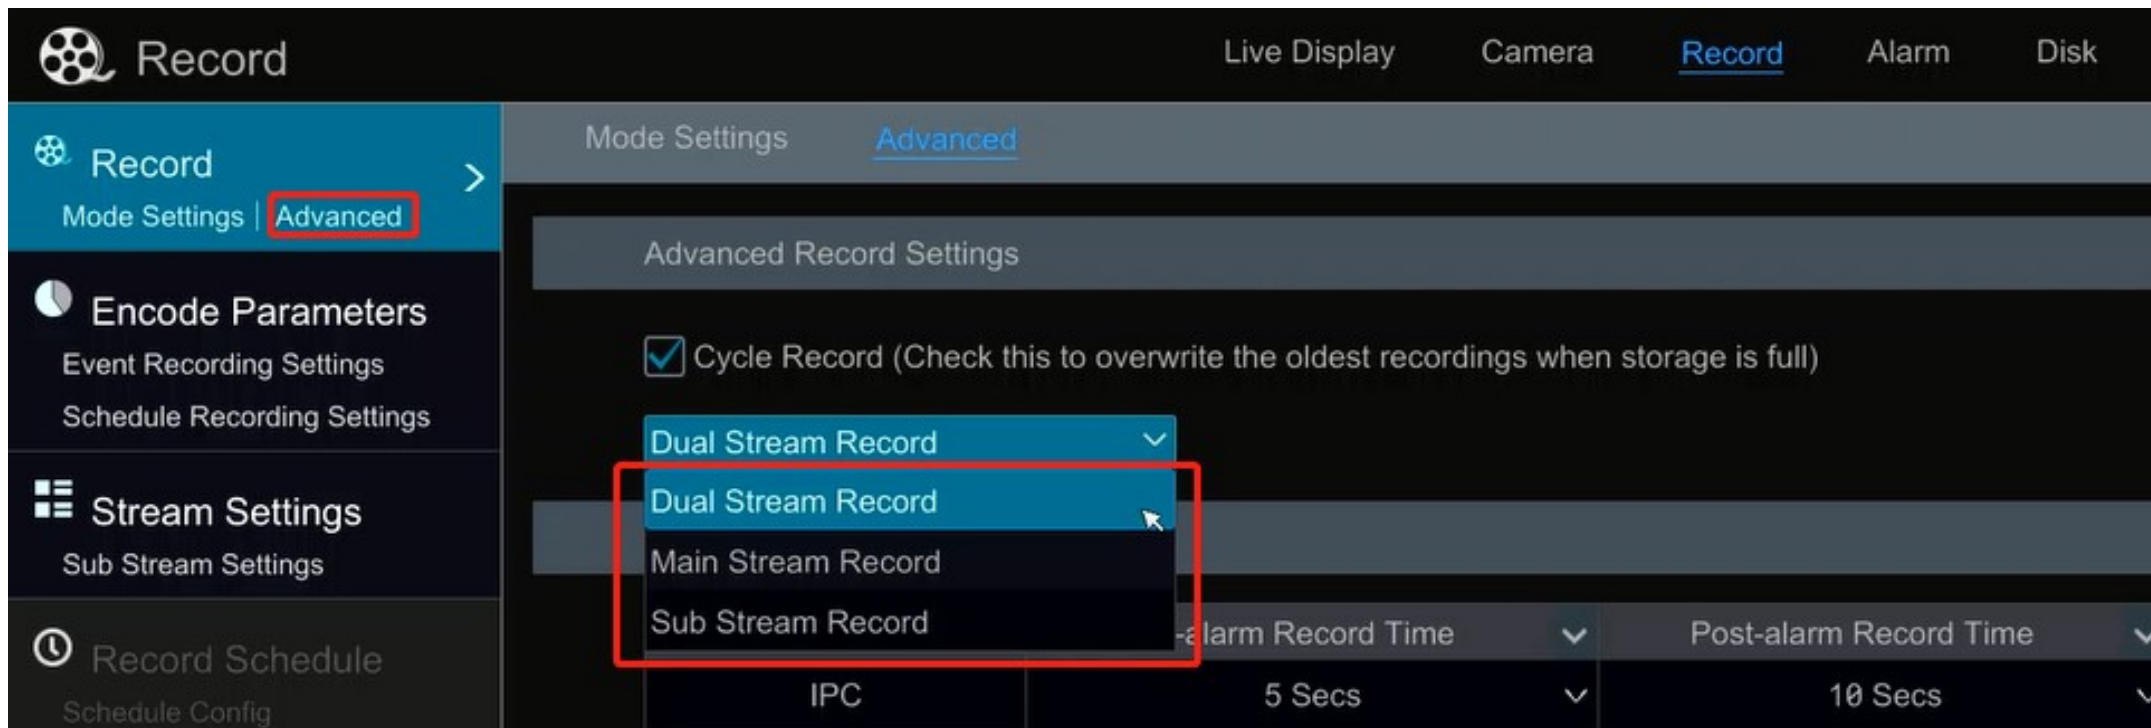 Record
Live Display Camera Record Alarm Disk
Record
Mode Settings | Advanced
Encode Parameters
Event Recording Settings
Schedule Recording Settings
Stream Settings
Sub Stream Settings
Record Schedule
Schedule Config
Mode Settings Advanced
Advanced Record Settings
Cycle Record (Check this to overwrite the oldest recordings when storage is full)
Dual Stream Record
Dual Stream Record
Main Stream Record
Sub Stream Record
-alarm Record Time Post-alarm Record Time
IPC 5 Secs 10 Secs